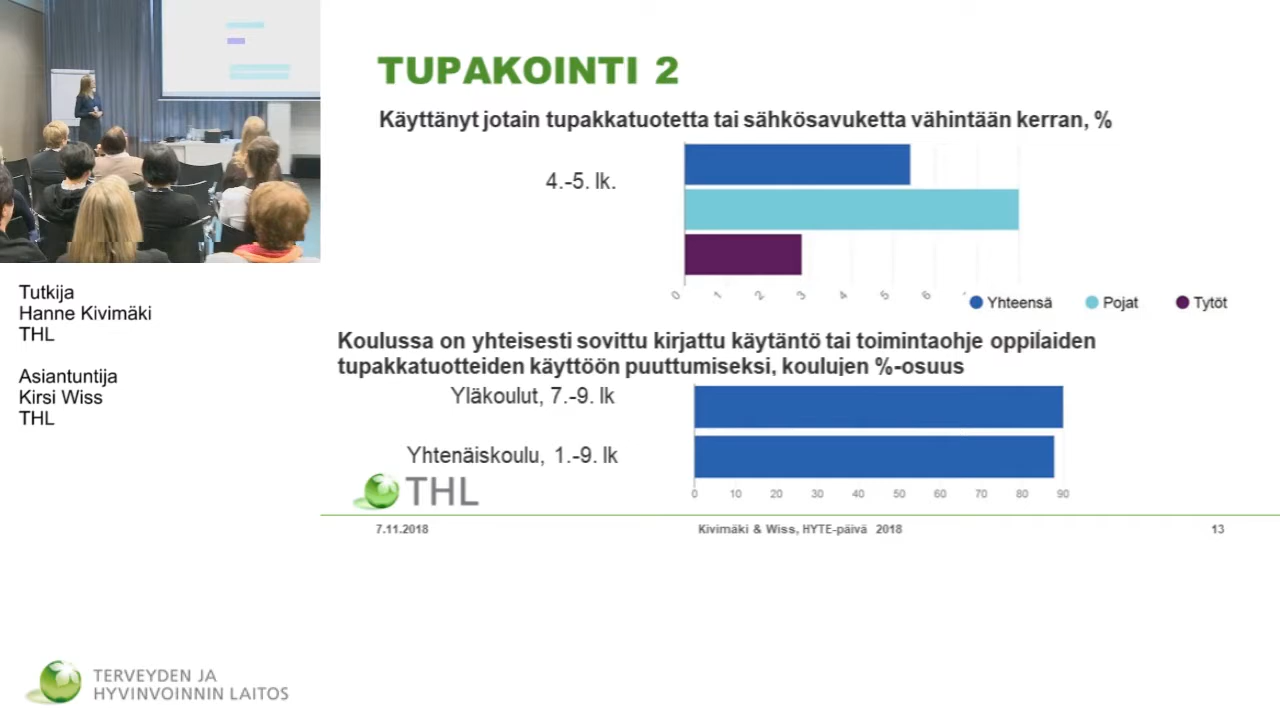 TUPAKOINTI 2
Käyttänyt jotain tupakkatuotetta tai sähkösavuketta vähintään kerran, %
4.-5. lk.
0 1 2 3 4 5 6
Yhteensä Pojat Tytöt
Tutkija
Hanne Kivimäki
THL
Asiantuntija
Kirsi Wiss
THL
Koulussa on yhteisesti sovittu kirjattu käytäntö tai toimintaohje oppilaiden
tupakkatuotteiden käyttöön puuttumiseksi, koulujen %-osuus
Yläkoulut, 7.-9. lk
Yhtenäiskoulu, 1.-9. lk
0 10 20 30 40 50 60 70 80 90
THL
7.11.2018 Kivimäki & Wiss, HYTE-päivä 2018 13
TERVEYDEN JA
HYVINVOINNIN LAITOS